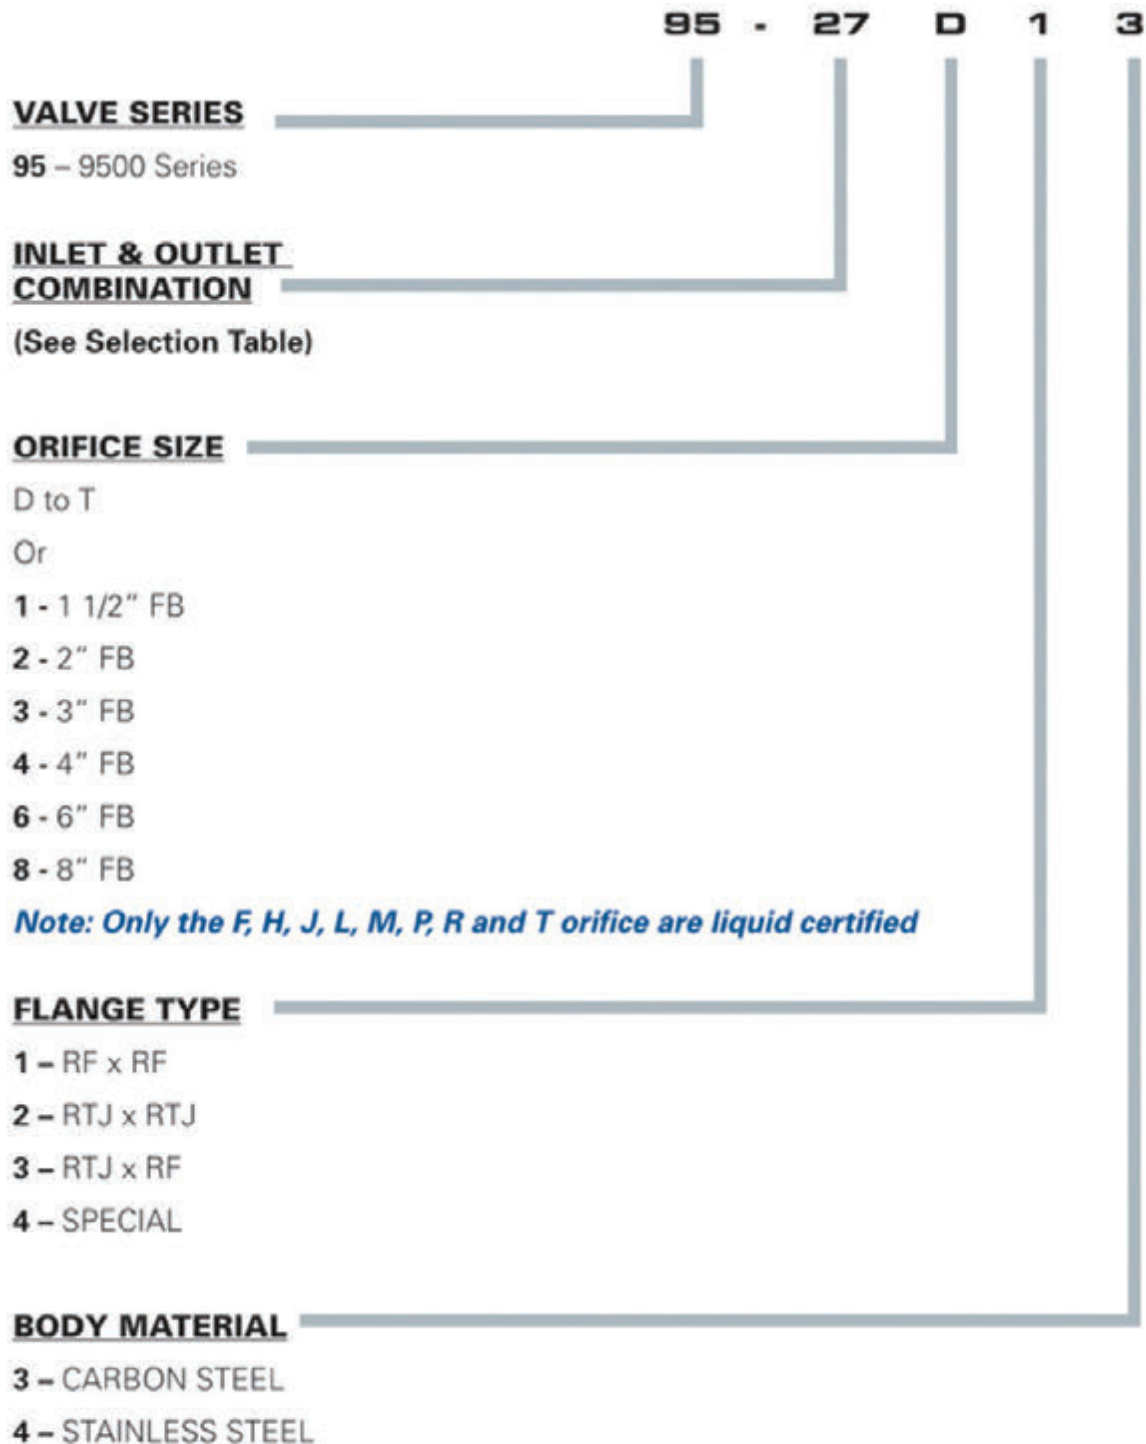 95 - 27 D 1 3
VALVE SERIES
95 – 9500 Series
INLET & OUTLET
COMBINATION
(See Selection Table)
ORIFICE SIZE
D to T
Or
1 - 1 1/2" FB
2 - 2" FB
3 - 3" FB
4 - 4" FB
6 - 6" FB
8 - 8" FB
Note: Only the F, H, J, L, M, P, R and T orifice are liquid certified
FLANGE TYPE
1 – RF x RF
2 – RTJ x RTJ
3 – RTJ x RF
4 – SPECIAL
BODY MATERIAL
3 – CARBON STEEL
4 – STAINLESS STEEL